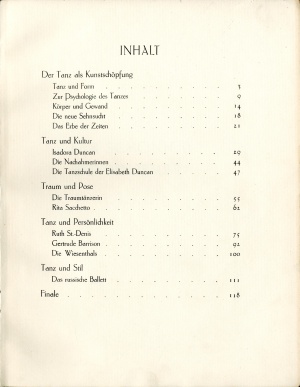 INHALT
Der Tanz als Kunstschöpfung
Tanz und Form . . . . . . . . . 3
Zur Psychologie des Tanzes . . . . . . 9
Körper und Gewand . . . . . . . 14
Die neue Sehnsucht . . . . . . . 18
Das Erbe der Zeiten . . . . . . . 21
Tanz und Kultur
Isadora Duncan . . . . . . . 29
Die Nachahmerinnen . . . . . . . 44
Die Tanzschule der Elisabeth Duncan . . . . 47
Traum und Pose
Die Traumtänzerin . . . . . . . 55
Rita Sacchetto . . . . . . . . 62
Tanz und Persönlichkeit
Ruth St. Denis . . . . . . . . 75
Gertrude Barrison . . . . . . . 92
Die Wiesenthals . . . . . . . 100
Tanz und Stil
Das russische Ballett . . . . . . . 111
Finale . . . . . . . . . 118